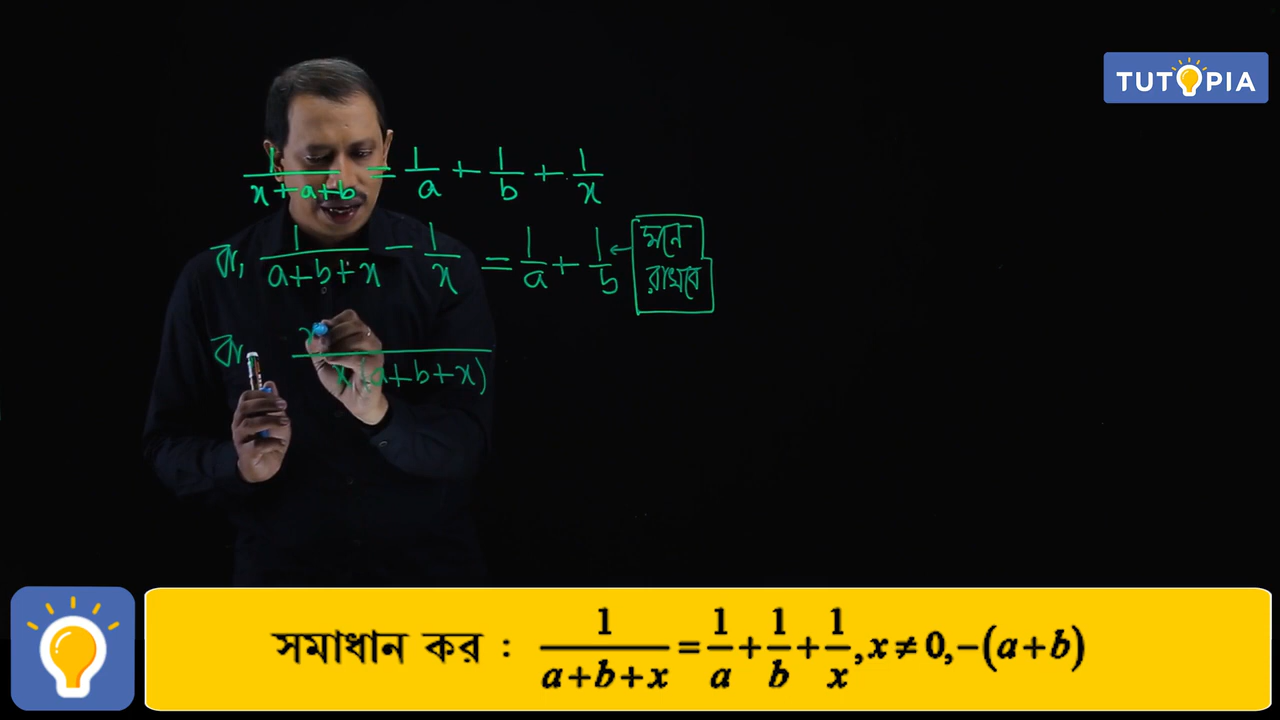 TUTOPIA
1/(x+a+b) = 1/a + 1/b + 1/x
বা, 1/(a+b+x) − 1/x = 1/a + 1/b ← মনে
রাখবে
বা, x / x(a+b+x)
সমাধান কর : 1/(a+b+x) = 1/a + 1/b + 1/x, x ≠ 0, −(a+b)